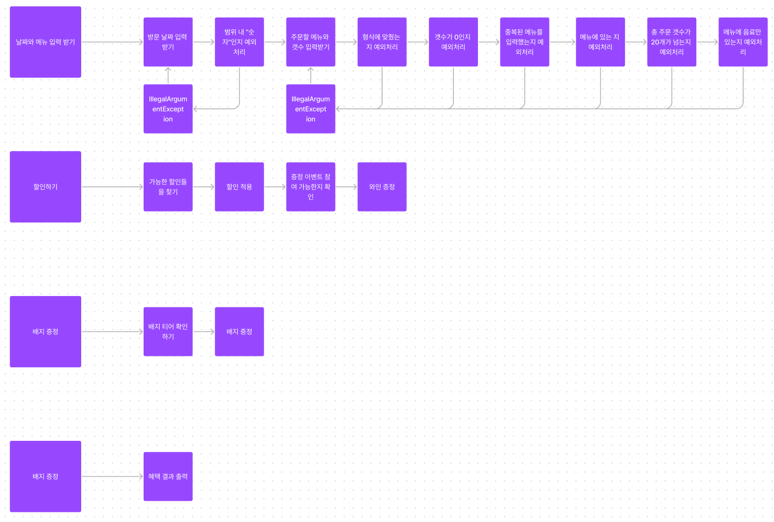 날짜와 메뉴 입력 받기
방문 날짜 입력
받기
범위 내 "숫
자"인지 예외
처리
주문할 메뉴와
갯수 입력받기
형식에 맞췄는
지 예외처리
갯수가 0인지
예외처리
중복된 메뉴를
입력했는지 예
외처리
메뉴에 있는 지
예외처리
총 주문 갯수가
20개가 넘는지
예외처리
메뉴에 음료만
있는지 예외처
리
IllegalArgum
entExcept
ion
IllegalArgum
entExcept
ion
할인하기
가능한 할인들
을 찾기
할인 적용
증정 이벤트 참
여 가능한지 확
인
와인 증정
배지 증정
배지 티어 확인
하기
배지 증정
배지 증정
혜택 결과 출력